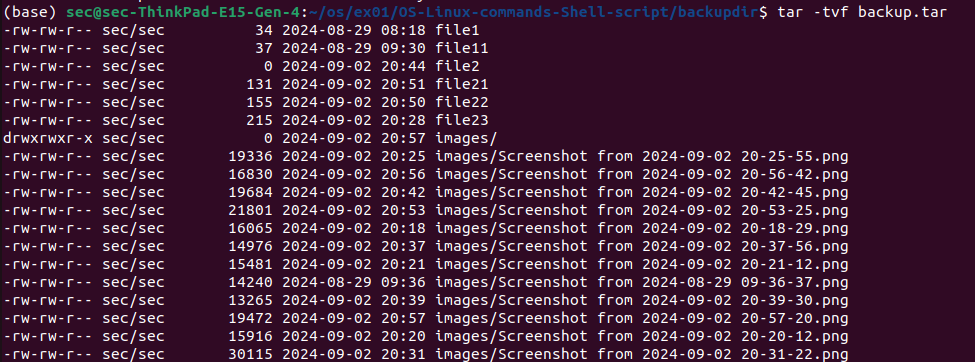 (base) sec@sec-ThinkPad-E15-Gen-4:~/os/ex01/OS-Linux-commands-Shell-script/backupdir$ tar -tvf backup.tar
-rw-rw-r-- sec/sec          34 2024-08-29 08:18 file1
-rw-rw-r-- sec/sec          37 2024-08-29 09:30 file11
-rw-rw-r-- sec/sec           0 2024-09-02 20:44 file2
-rw-rw-r-- sec/sec         131 2024-09-02 20:51 file21
-rw-rw-r-- sec/sec         155 2024-09-02 20:50 file22
-rw-rw-r-- sec/sec         215 2024-09-02 20:28 file23
drwxrwxr-x sec/sec           0 2024-09-02 20:57 images/
-rw-rw-r-- sec/sec       19336 2024-09-02 20:25 images/Screenshot from 2024-09-02 20-25-55.png
-rw-rw-r-- sec/sec       16830 2024-09-02 20:56 images/Screenshot from 2024-09-02 20-56-42.png
-rw-rw-r-- sec/sec       19684 2024-09-02 20:42 images/Screenshot from 2024-09-02 20-42-45.png
-rw-rw-r-- sec/sec       21801 2024-09-02 20:53 images/Screenshot from 2024-09-02 20-53-25.png
-rw-rw-r-- sec/sec       16065 2024-09-02 20:18 images/Screenshot from 2024-09-02 20-18-29.png
-rw-rw-r-- sec/sec       14976 2024-09-02 20:37 images/Screenshot from 2024-09-02 20-37-56.png
-rw-rw-r-- sec/sec       15481 2024-09-02 20:21 images/Screenshot from 2024-09-02 20-21-12.png
-rw-rw-r-- sec/sec       14240 2024-08-29 09:36 images/Screenshot from 2024-08-29 09-36-37.png
-rw-rw-r-- sec/sec       13265 2024-09-02 20:39 images/Screenshot from 2024-09-02 20-39-30.png
-rw-rw-r-- sec/sec       19472 2024-09-02 20:57 images/Screenshot from 2024-09-02 20-57-20.png
-rw-rw-r-- sec/sec       15916 2024-09-02 20:20 images/Screenshot from 2024-09-02 20-20-12.png
-rw-rw-r-- sec/sec       30115 2024-09-02 20:31 images/Screenshot from 2024-09-02 20-31-22.png